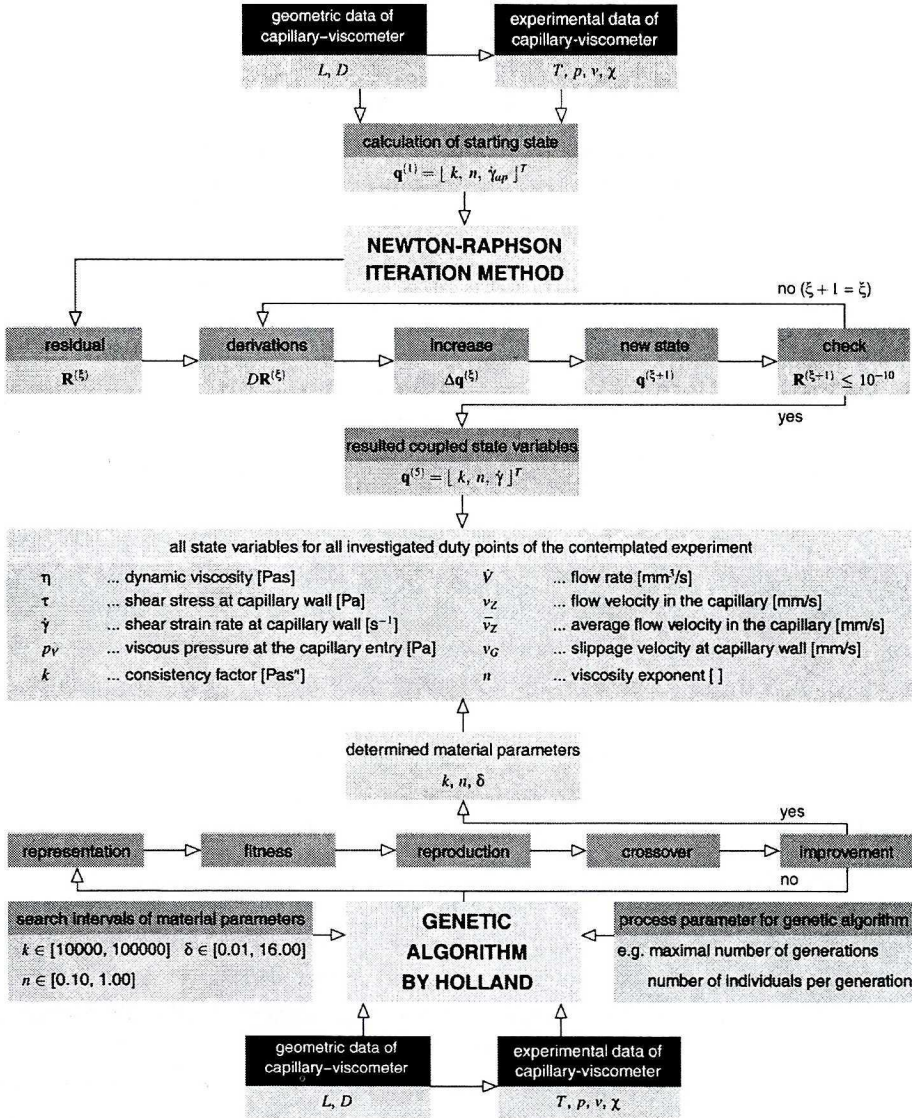 geometric data of
capillary-viscometer
L, D
experimental data of
capillary-viscometer
T, p, v, χ
calculation of starting state
q⁽¹⁾ = ⌊ k, n, γ̇ₐₚ ⌋ᵀ
NEWTON-RAPHSON
ITERATION METHOD
no (ξ + 1 = ξ)
residual
R⁽ξ⁾
derivations
DR⁽ξ⁾
increase
Δq⁽ξ⁾
new state
q⁽ξ⁺¹⁾
check
R⁽ξ⁺¹⁾ ≤ 10⁻¹⁰
yes
resulted coupled state variables
q⁽⁵⁾ = ⌊ k, n, γ̇ ⌋ᵀ
all state variables for all investigated duty points of the contemplated experiment
η ... dynamic viscosity [Pas]
τ ... shear stress at capillary wall [Pa]
γ̇ ... shear strain rate at capillary wall [s⁻¹]
pv ... viscous pressure at the capillary entry [Pa]
k ... consistency factor [Pasⁿ]
V̇ ... flow rate [mm³/s]
v_Z ... flow velocity in the capillary [mm/s]
v̄_Z ... average flow velocity in the capillary [mm/s]
v_G ... slippage velocity at capillary wall [mm/s]
n ... viscosity exponent [ ]
determined material parameters
k, n, δ
yes
representation
fitness
reproduction
crossover
improvement
no
search intervals of material parameters
k ∈ [10000, 100000] δ ∈ [0.01, 16.00]
n ∈ [0.10, 1.00]
GENETIC
ALGORITHM
BY HOLLAND
process parameter for genetic algorithm
e.g. maximal number of generations
number of individuals per generation
geometric data of
capillary-viscometer
L, D
experimental data of
capillary-viscometer
T, p, v, χ